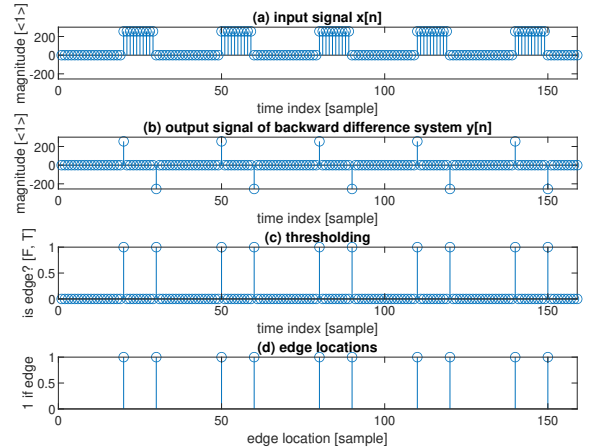 (a) input signal x[n]
magnitude [<1>]
200
0
-200
0
50
100
150
time index [sample]
(b) output signal of backward difference system y[n]
magnitude [<1>]
200
0
-200
0
50
100
150
time index [sample]
(c) thresholding
is edge? [F, T]
1
0.5
0
0
50
100
150
time index [sample]
(d) edge locations
1 if edge
1
0.5
0
0
50
100
150
edge location [sample]